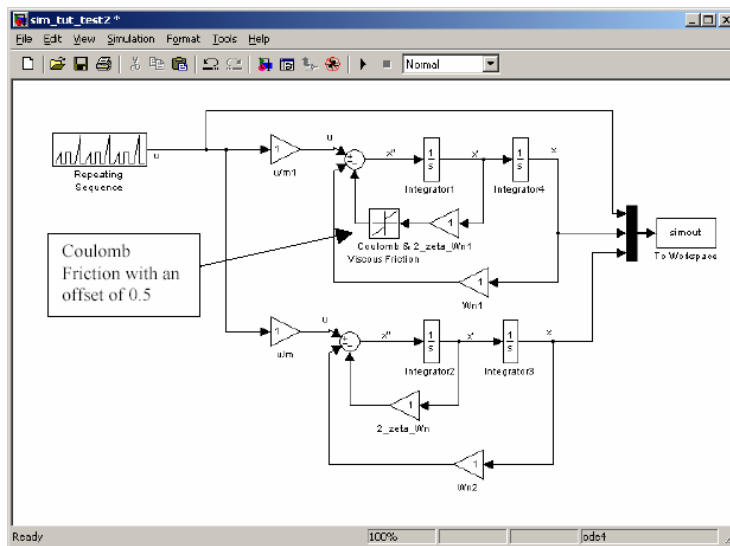 sim_tut_test2 *
File Edit View Simulation Format Tools Help
Normal
Repeating
Sequence
u
1
u/m1
u
x''
1
s
Integrator1
x'
1
s
Integrator4
x
Coulomb &
Viscous Friction
1
2_zeta_Wn1
1
Wn1
simout
To Workspace
Coulomb
Friction with an
offset of 0.5
1
u/m
u
x''
1
s
Integrator2
x'
1
s
Integrator3
x
1
2_zeta_Wn
1
Wn2
Ready 100% ode4